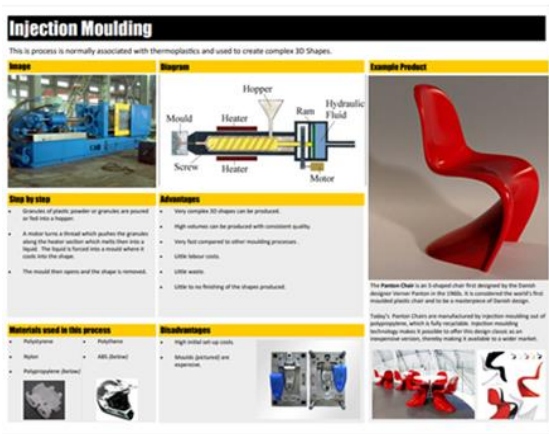 Injection Moulding
This is process is normally associated with thermoplastics and used to create complex 3D Shapes.
Image
Diagram
Hopper
Mould
Heater
Ram
Hydraulic
Fluid
Screw
Heater
Motor
Example Product
Step by step
• Granules of plastic powder or granules are poured
or fed into a hopper.
• A motor turns a thread which pushes the granules
along the heater section which melts then into a
liquid. The liquid is forced into a mould where it
cools into the shape.
• The mould then opens and the shape is removed.
Advantages
• Very complex 3D shapes can be produced.
• High volumes can be produced with consistent quality
• Very fast compared to other moulding processes.
• Little labour costs.
• Little waste.
• Little to no finishing of the shapes produced.
The Panton Chair is an S-shaped chair first designed by the Danish
designer Verner Panton in the 1960s. It is considered the world's first
moulded plastic chair and to be a masterpiece of Danish design.
Today's Panton Chairs are manufactured by injection moulding out of
polypropylene, which is fully recyclable. Injection moulding
technology makes it possible to offer this design classic as an
inexpensive version, thereby making it available to a wider market.
Materials used in this process
• Polystyrene
• Polythene
• Nylon
• ABS (below)
• Polypropylene (below)
Disadvantages
• High initial set-up costs
• Moulds (pictured) are
expensive.